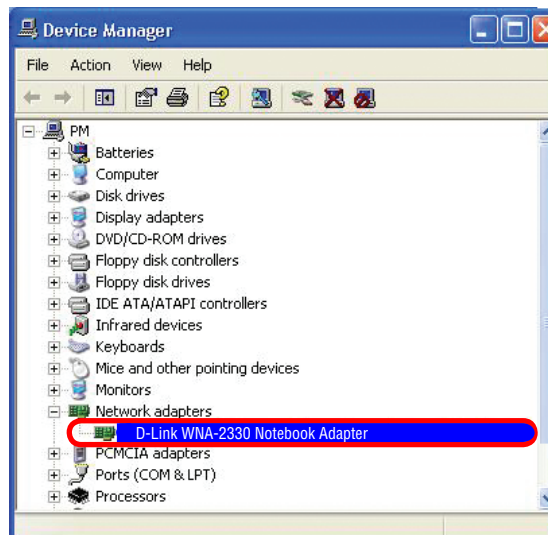 Device Manager
File Action View Help
PM
Batteries
Computer
Disk drives
Display adapters
DVD/CD-ROM drives
Floppy disk controllers
Floppy disk drives
IDE ATA/ATAPI controllers
Infrared devices
Keyboards
Mice and other pointing devices
Monitors
Network adapters
D-Link WNA-2330 Notebook Adapter
PCMCIA adapters
Ports (COM & LPT)
Processors